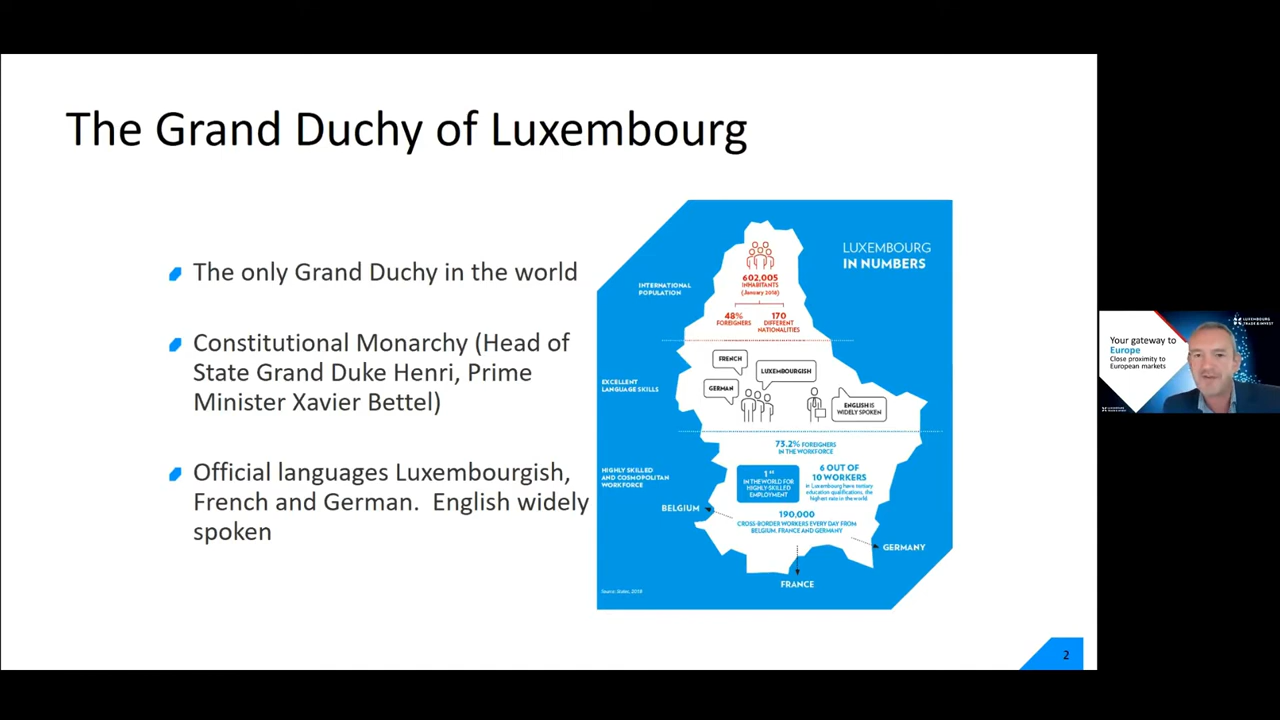 The Grand Duchy of Luxembourg
The only Grand Duchy in the world
Constitutional Monarchy (Head of
State Grand Duke Henri, Prime
Minister Xavier Bettel)
Official languages Luxembourgish,
French and German.  English widely
spoken
LUXEMBOURG
IN NUMBERS
INTERNATIONAL
POPULATION
602,005
INHABITANTS
(January 2018)
48%
FOREIGNERS
170
DIFFERENT
NATIONALITIES
EXCELLENT
LANGUAGE SKILLS
FRENCH
LUXEMBOURGISH
GERMAN
ENGLISH IS
WIDELY SPOKEN
HIGHLY SKILLED
AND COSMOPOLITAN
WORKFORCE
73.2% FOREIGNERS
IN THE WORKFORCE
1st
IN THE WORLD FOR
HIGHLY-SKILLED
EMPLOYMENT
6 OUT OF
10 WORKERS
in Luxembourg have tertiary
education qualifications, the
highest rate in the world
190,000
CROSS-BORDER WORKERS EVERY DAY FROM
BELGIUM, FRANCE AND GERMANY
BELGIUM
GERMANY
FRANCE
Source: Statec, 2018
2
LUXEMBOURG
TRADE & INVEST
Your gateway to
Europe
Close proximity to
European markets